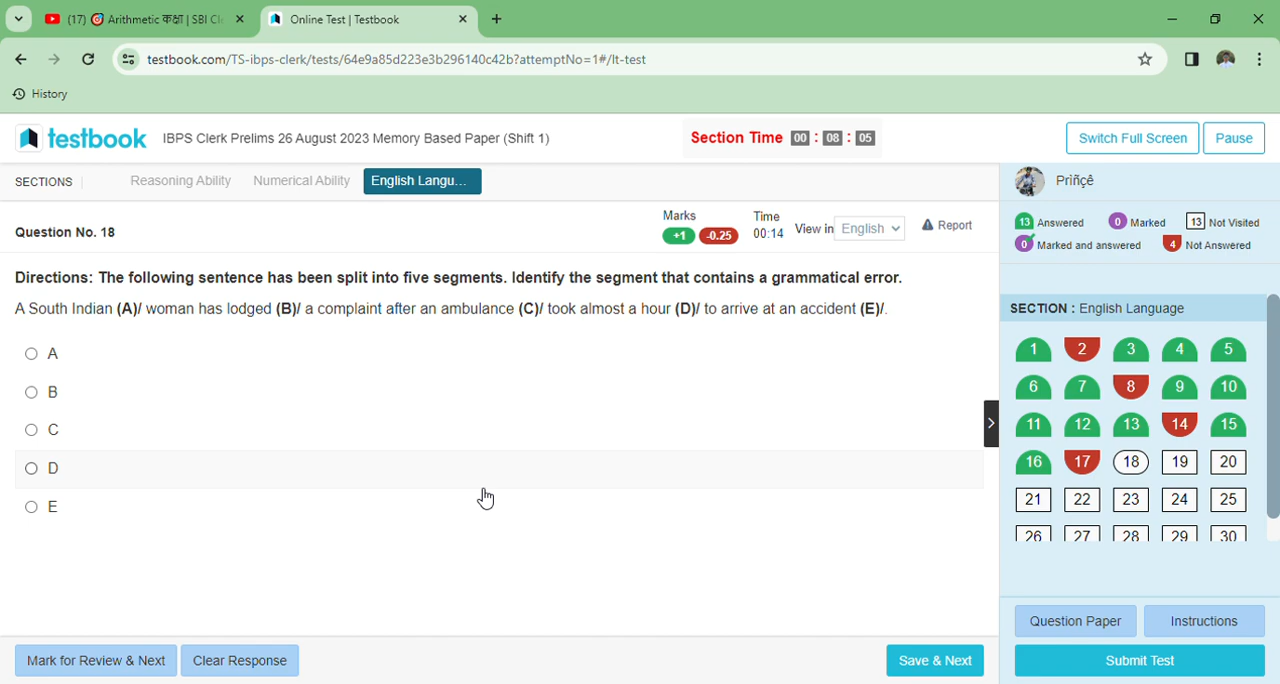 (17) 🎯 Arithmetic कक्षा | SBI Cl
Online Test | Testbook
testbook.com/TS-ibps-clerk/tests/64e9a85d223e3b296140c42b?attemptNo=1#/lt-test
History
testbook
IBPS Clerk Prelims 26 August 2023 Memory Based Paper (Shift 1)
Section Time 00 : 08 : 05
Switch Full Screen
Pause
SECTIONS
Reasoning Ability
Numerical Ability
English Langu...
Prïñçê
Question No. 18
Marks
+1 -0.25
Time
00:14
View in English
Report
13 Answered
0 Marked
13 Not Visited
0 Marked and answered
4 Not Answered
Directions: The following sentence has been split into five segments. Identify the segment that contains a grammatical error.
A South Indian (A)/ woman has lodged (B)/ a complaint after an ambulance (C)/ took almost a hour (D)/ to arrive at an accident (E)/.
A
B
C
D
E
SECTION : English Language
1 2 3 4 5
6 7 8 9 10
11 12 13 14 15
16 17 18 19 20
21 22 23 24 25
26 27 28 29 30
Question Paper
Instructions
Mark for Review & Next
Clear Response
Save & Next
Submit Test